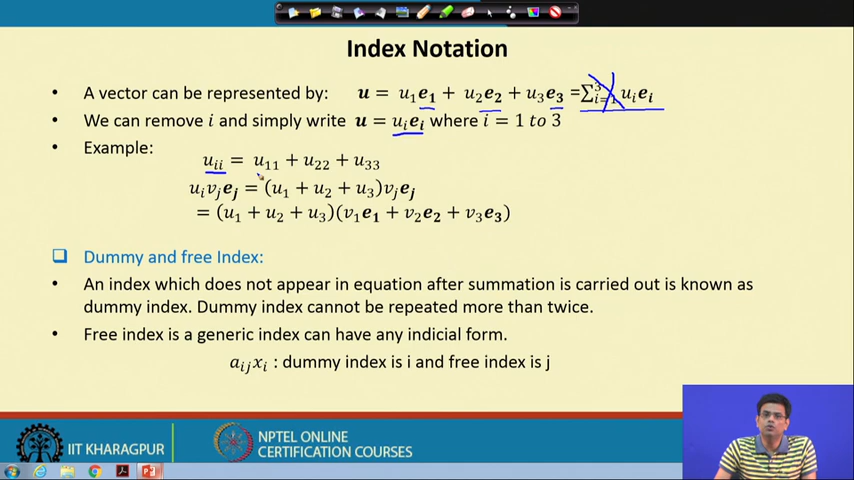 Index Notation
• A vector can be represented by: u = u₁e₁ + u₂e₂ + u₃e₃ =∑³ᵢ₌₁ uᵢeᵢ
• We can remove i and simply write u = uᵢeᵢ where i = 1 to 3
• Example:
uᵢᵢ = u₁₁ + u₂₂ + u₃₃
uᵢvⱼeⱼ = (u₁ + u₂ + u₃)vⱼeⱼ
= (u₁ + u₂ + u₃)(v₁e₁ + v₂e₂ + v₃e₃)
❑ Dummy and free Index:
• An index which does not appear in equation after summation is carried out is known as
dummy index. Dummy index cannot be repeated more than twice.
• Free index is a generic index can have any indicial form.
aᵢⱼxᵢ : dummy index is i and free index is j
IIT KHARAGPUR
NPTEL ONLINE
CERTIFICATION COURSES